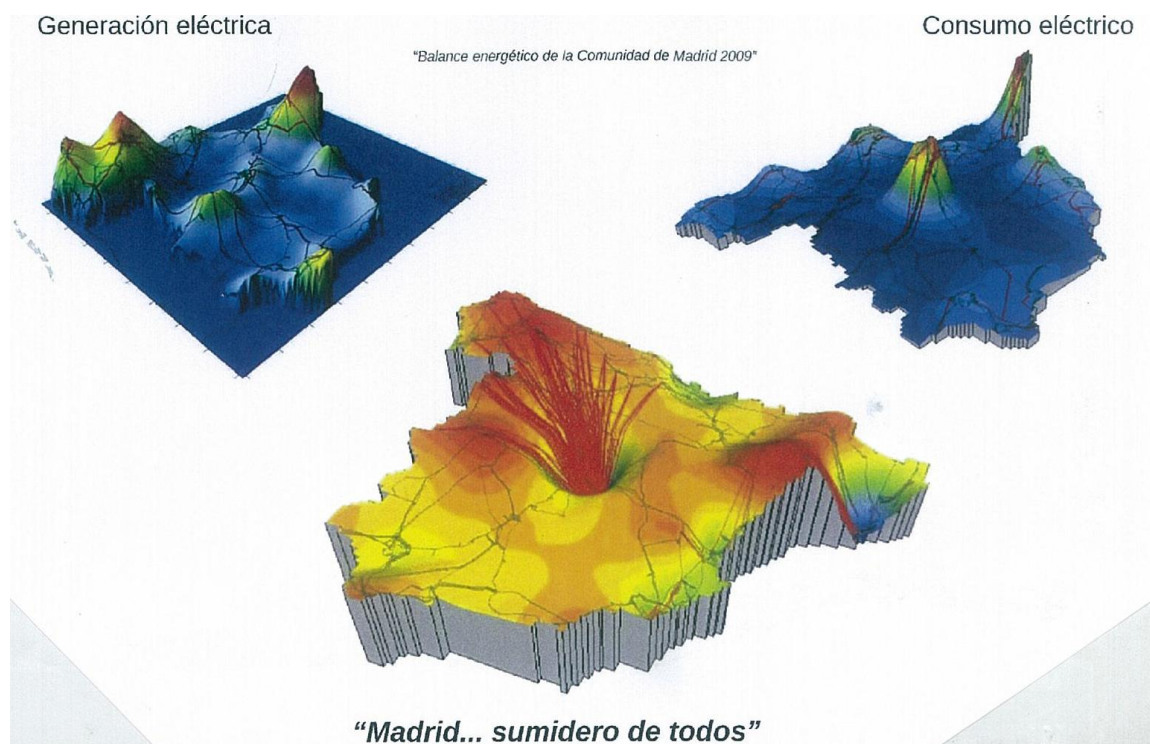 Generación eléctrica
Consumo eléctrico
“Balance energético de la Comunidad de Madrid 2009”
“Madrid... sumidero de todos”